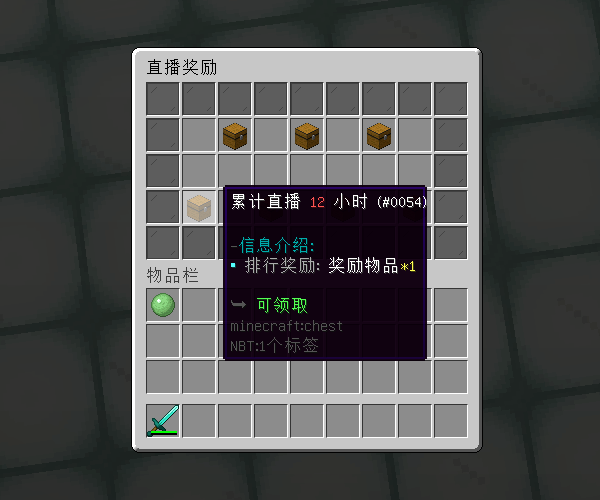 直播奖励
累计直播 12 小时 (#0054)
-信息介绍:
▪ 排行奖励: 奖励物品*1
➥ 可领取
minecraft:chest
NBT:1个标签
物品栏